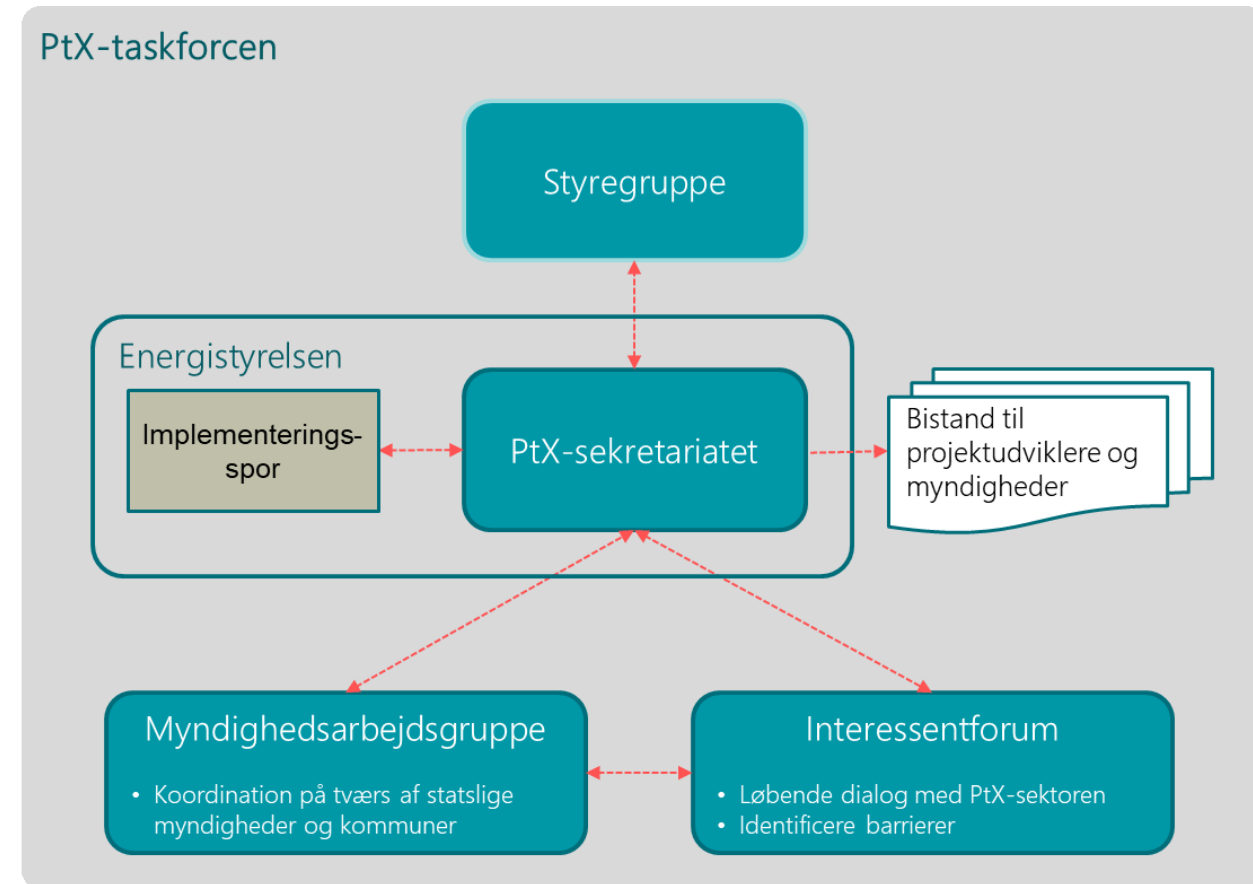 PtX-taskforcen
Styregruppe
Energistyrelsen
Implementerings-
spor
PtX-sekretariatet
Bistand til
projektudviklere og
myndigheder
Myndighedsarbejdsgruppe
• Koordination på tværs af statslige
myndigheder og kommuner
Interessentforum
• Løbende dialog med PtX-sektoren
• Identificere barrierer